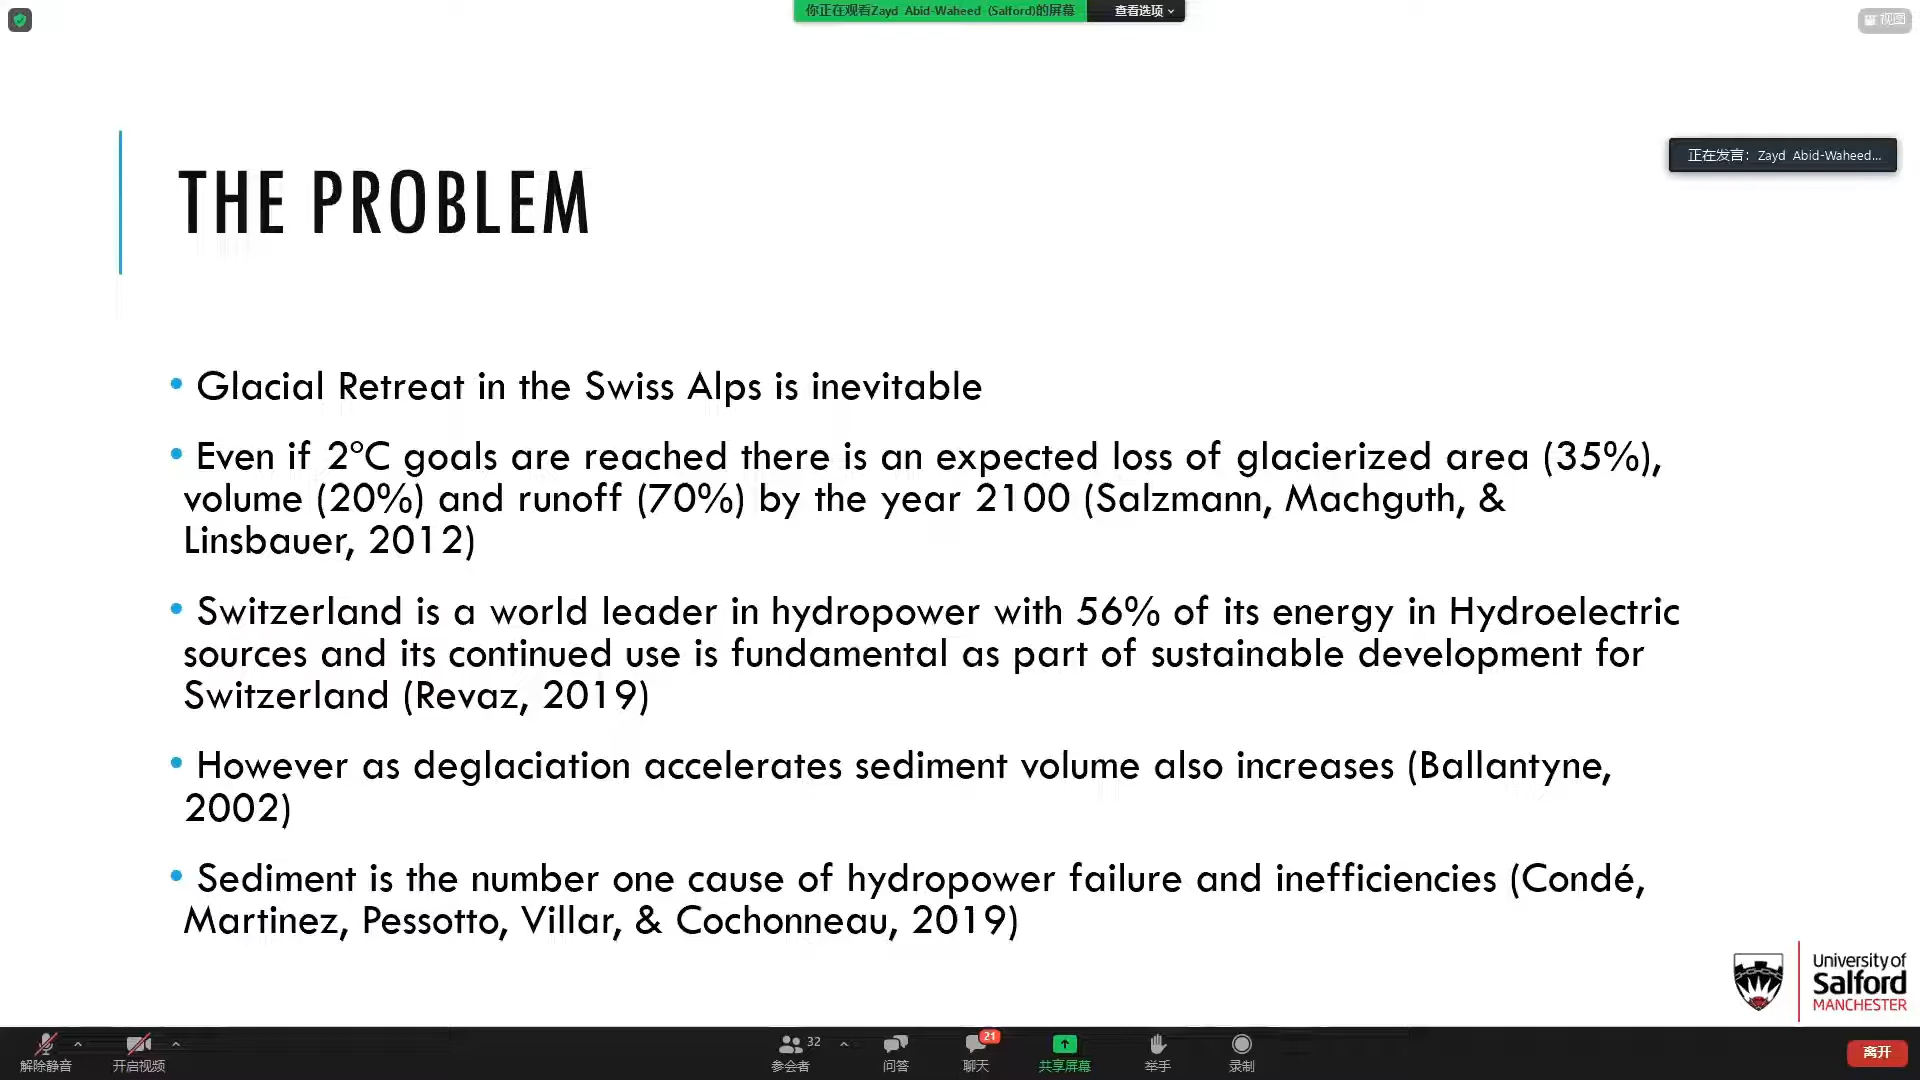 你正在观看Zayd Abid-Waheed (Salford)的屏幕
查看选项
视图
正在发言: Zayd Abid-Waheed...
THE PROBLEM
• Glacial Retreat in the Swiss Alps is inevitable
• Even if 2°C goals are reached there is an expected loss of glacierized area (35%),
volume (20%) and runoff (70%) by the year 2100 (Salzmann, Machguth, &
Linsbauer, 2012)
• Switzerland is a world leader in hydropower with 56% of its energy in Hydroelectric
sources and its continued use is fundamental as part of sustainable development for
Switzerland (Revaz, 2019)
• However as deglaciation accelerates sediment volume also increases (Ballantyne,
2002)
• Sediment is the number one cause of hydropower failure and inefficiencies (Condé,
Martinez, Pessotto, Villar, & Cochonneau, 2019)
University of
Salford
MANCHESTER
解除静音
开启视频
32
参会者
问答
21
聊天
共享屏幕
举手
录制
离开